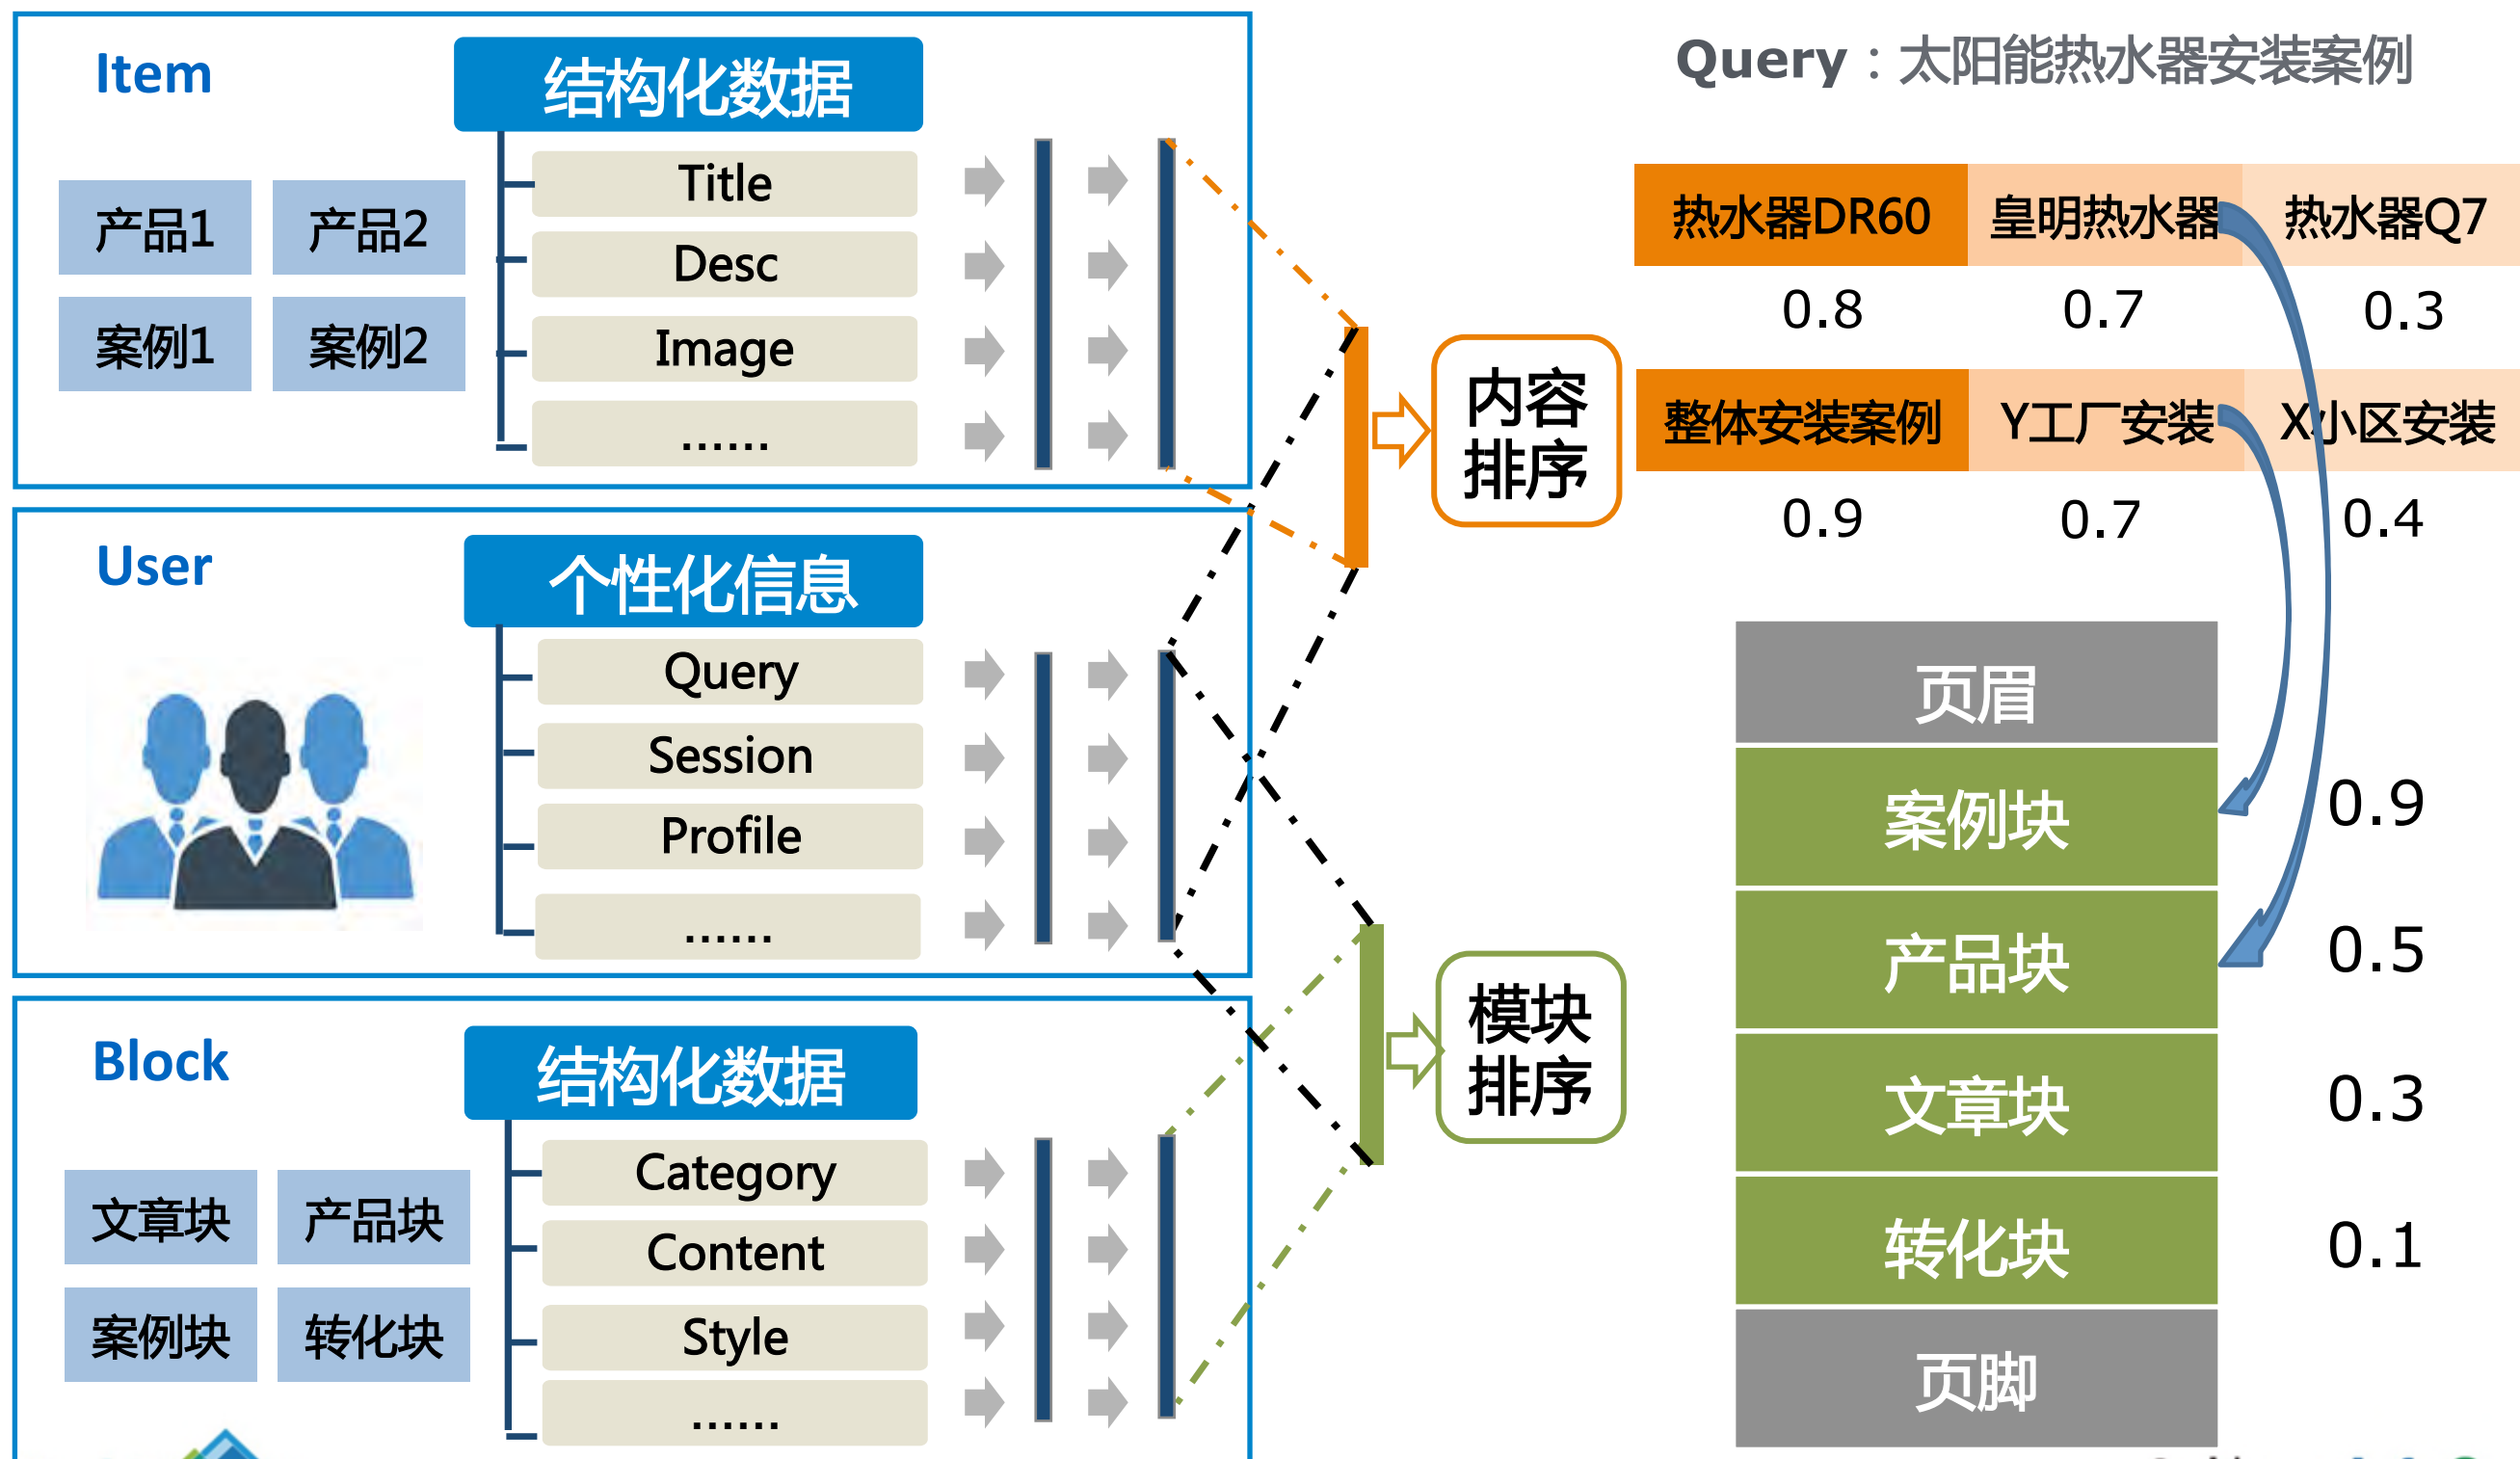 Item
结构化数据
产品1
产品2
案例1
案例2
Title
Desc
Image
......
User
个性化信息
Query
Session
Profile
......
Block
结构化数据
文章块
产品块
案例块
转化块
Category
Content
Style
......
内容
排序
模块
排序
Query：太阳能热水器安装案例
热水器DR60
皇明热水器
热水器Q7
0.8
0.7
0.3
整体安装案例
Y工厂安装
X小区安装
0.9
0.7
0.4
页眉
案例块
0.9
产品块
0.5
文章块
0.3
转化块
0.1
页脚